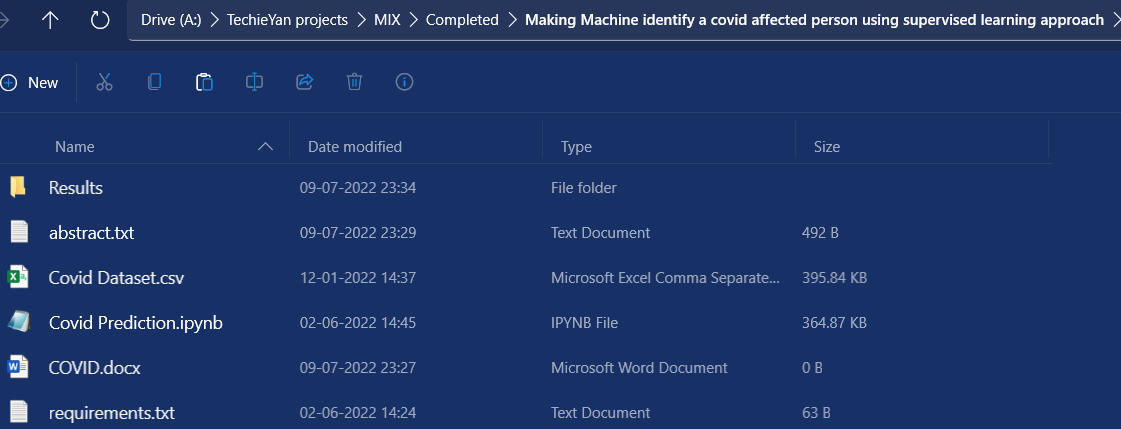 Drive (A:) TechieYan projects MIX Completed Making Machine identify a covid affected person using supervised learning approach
New
Name Date modified Type Size
Results 09-07-2022 23:34 File folder
abstract.txt 09-07-2022 23:29 Text Document 492 B
Covid Dataset.csv 12-01-2022 14:37 Microsoft Excel Comma Separate... 395.84 KB
Covid Prediction.ipynb 02-06-2022 14:45 IPYNB File 364.87 KB
COVID.docx 09-07-2022 23:27 Microsoft Word Document 0 B
requirements.txt 02-06-2022 14:24 Text Document 63 B